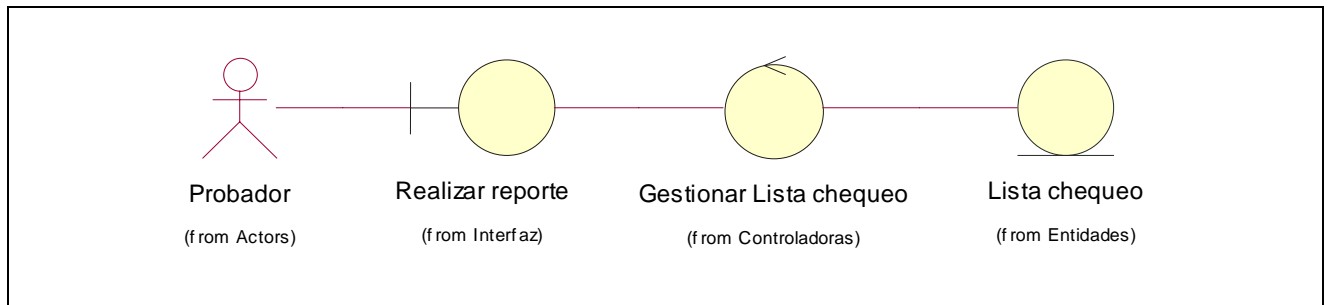 Probador
(from Actors)
Realizar reporte
(from Interfaz)
Gestionar Lista chequeo
(from Controladoras)
Lista chequeo
(from Entidades)